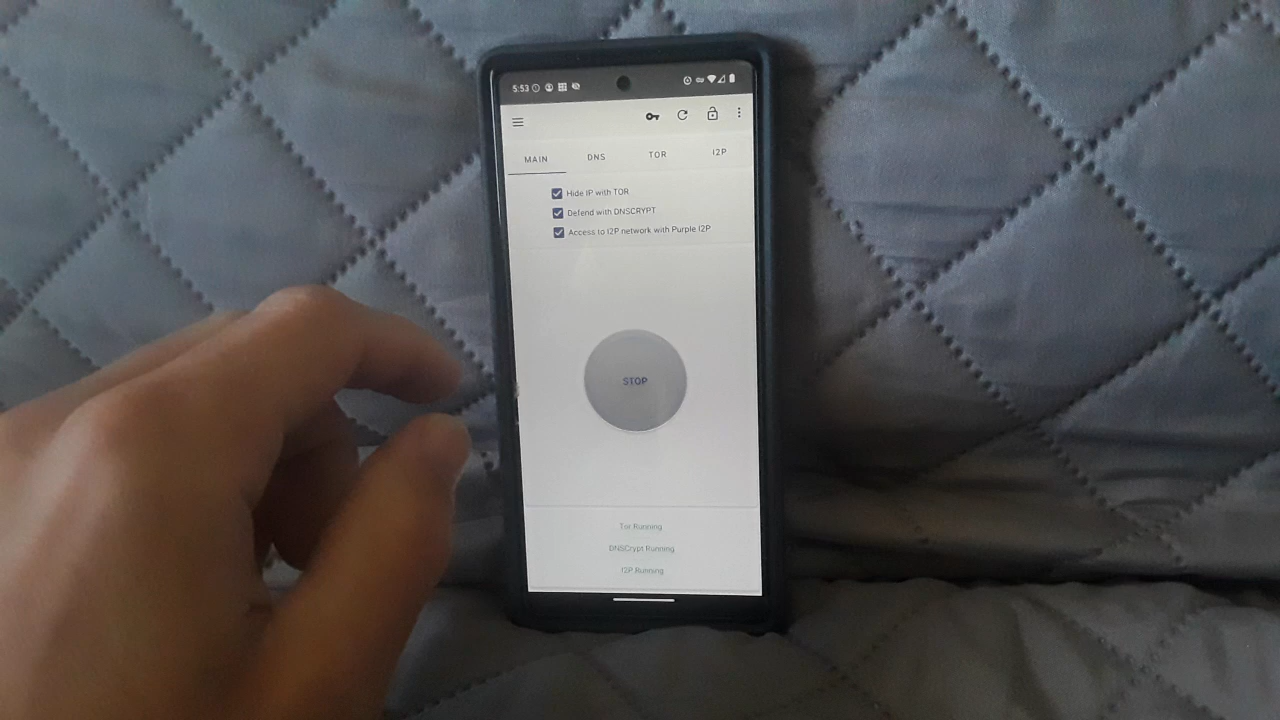 5:53
MAIN DNS TOR I2P
Hide IP with TOR
Defend with DNSCRYPT
Access to I2P network with Purple I2P
STOP
Tor Running
DNSCrypt Running
I2P Running